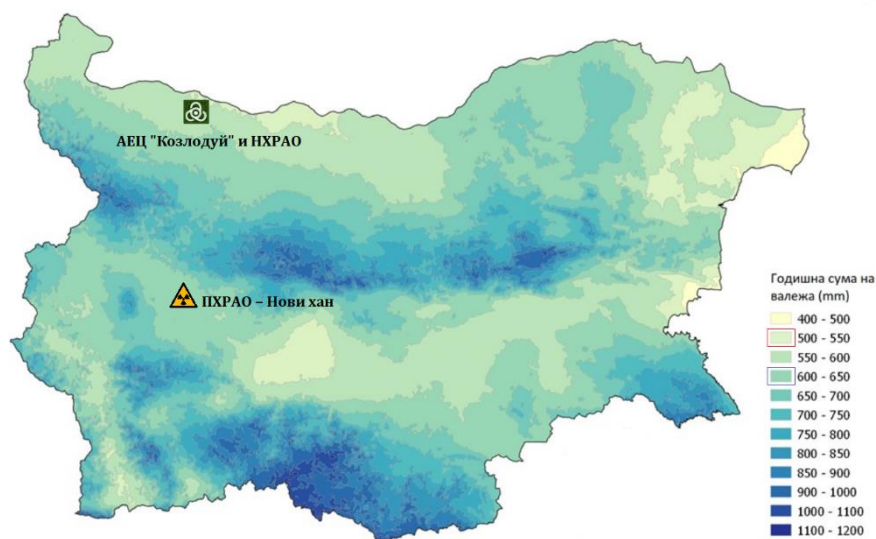 АЕЦ "Козлодуй" и НХРАО
ПХРАО – Нови хан
Годишна сума на
валежа (mm)
400 - 500
500 - 550
550 - 600
600 - 650
650 - 700
700 - 750
750 - 800
800 - 850
850 - 900
900 - 1000
1000 - 1100
1100 - 1200